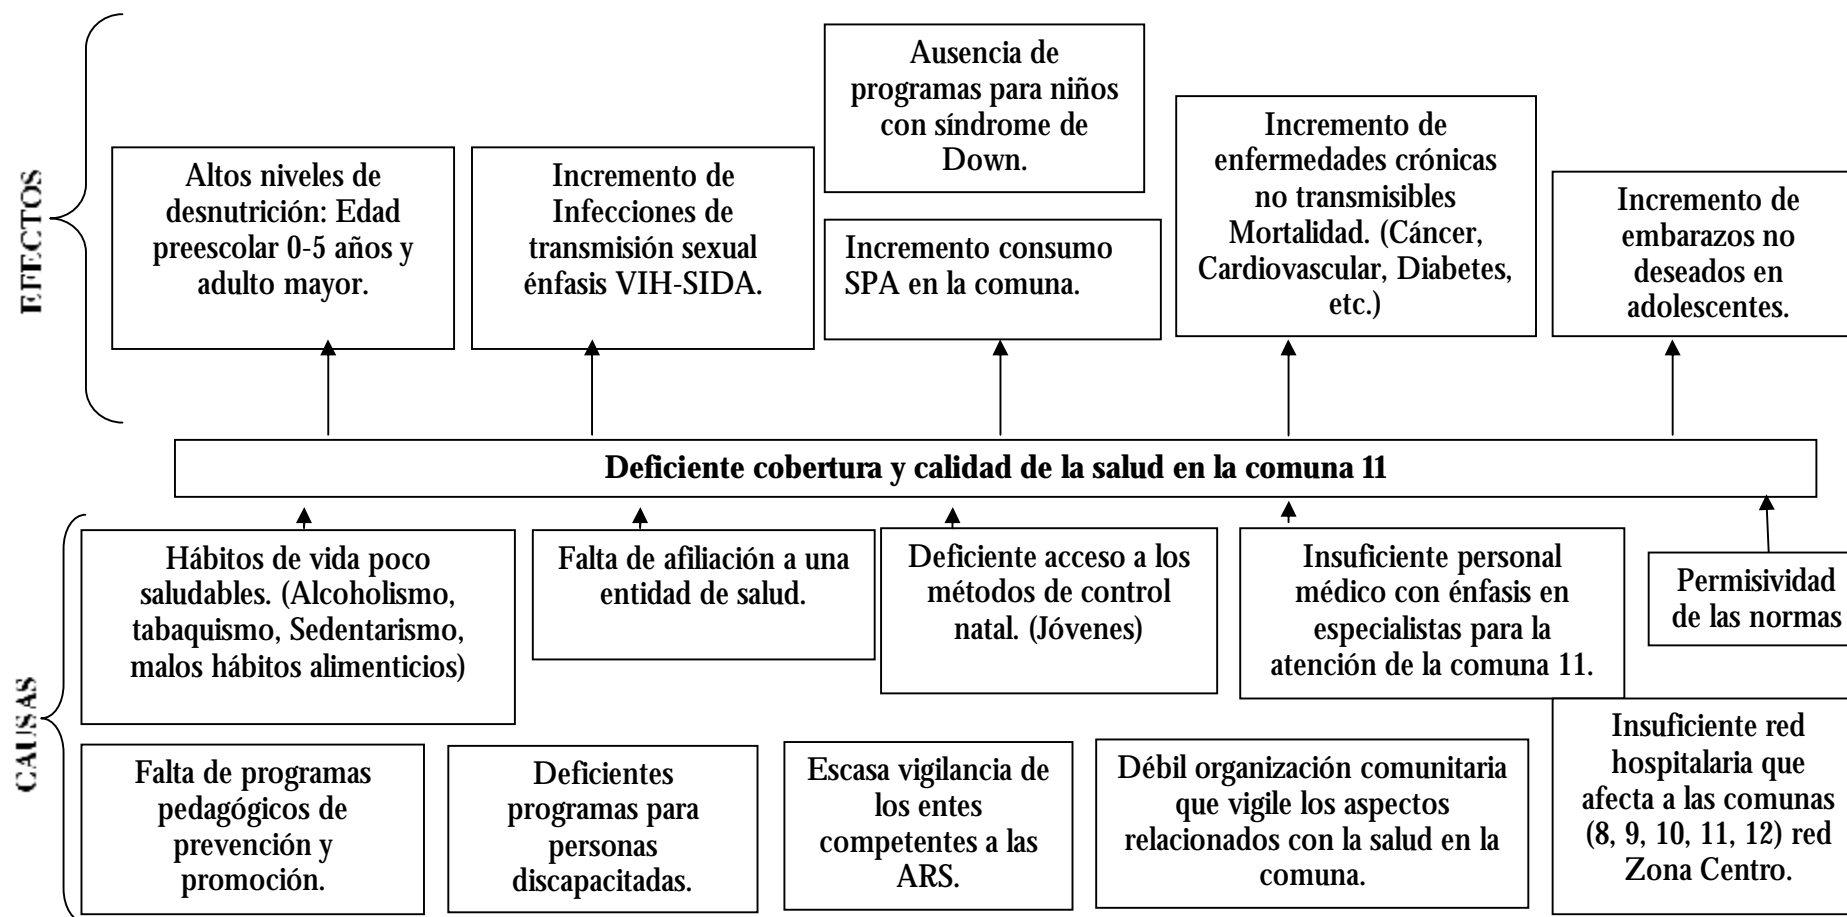 EFECTOS
Ausencia de
programas para niños
con síndrome de
Down.
Altos niveles de
desnutrición: Edad
preescolar 0-5 años y
adulto mayor.
Incremento de
Infecciones de
transmisión sexual
énfasis VIH-SIDA.
Incremento consumo
SPA en la comuna.
Incremento de
enfermedades crónicas
no transmisibles
Mortalidad. (Cáncer,
Cardiovascular, Diabetes,
etc.)
Incremento de
embarazos no
deseados en
adolescentes.
Deficiente cobertura y calidad de la salud en la comuna 11
CAUSAS
Hábitos de vida poco
saludables. (Alcoholismo,
tabaquismo, Sedentarismo,
malos hábitos alimenticios)
Falta de afiliación a una
entidad de salud.
Deficiente acceso a los
métodos de control
natal. (Jóvenes)
Insuficiente personal
médico con énfasis en
especialistas para la
atención de la comuna 11.
Permisividad
de las normas
Falta de programas
pedagógicos de
prevención y
promoción.
Deficientes
programas para
personas
discapacitadas.
Escasa vigilancia de
los entes
competentes a las
ARS.
Débil organización comunitaria
que vigile los aspectos
relacionados con la salud en la
comuna.
Insuficiente red
hospitalaria que
afecta a las comunas
(8, 9, 10, 11, 12) red
Zona Centro.